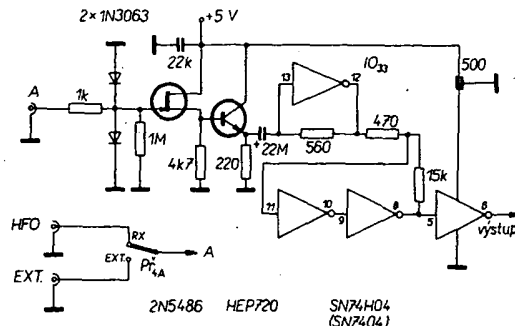 2×1N3063
+5 V
22k
500
IO33
A
1k
13
12
1M
4k7
220
22M
+
560
470
15k
11
10
9
8
5
6
výstup
HFO
RX
A
EXT.
EXT.
Př4A
2N5486 HEP720 SN74H04
(SN7404)